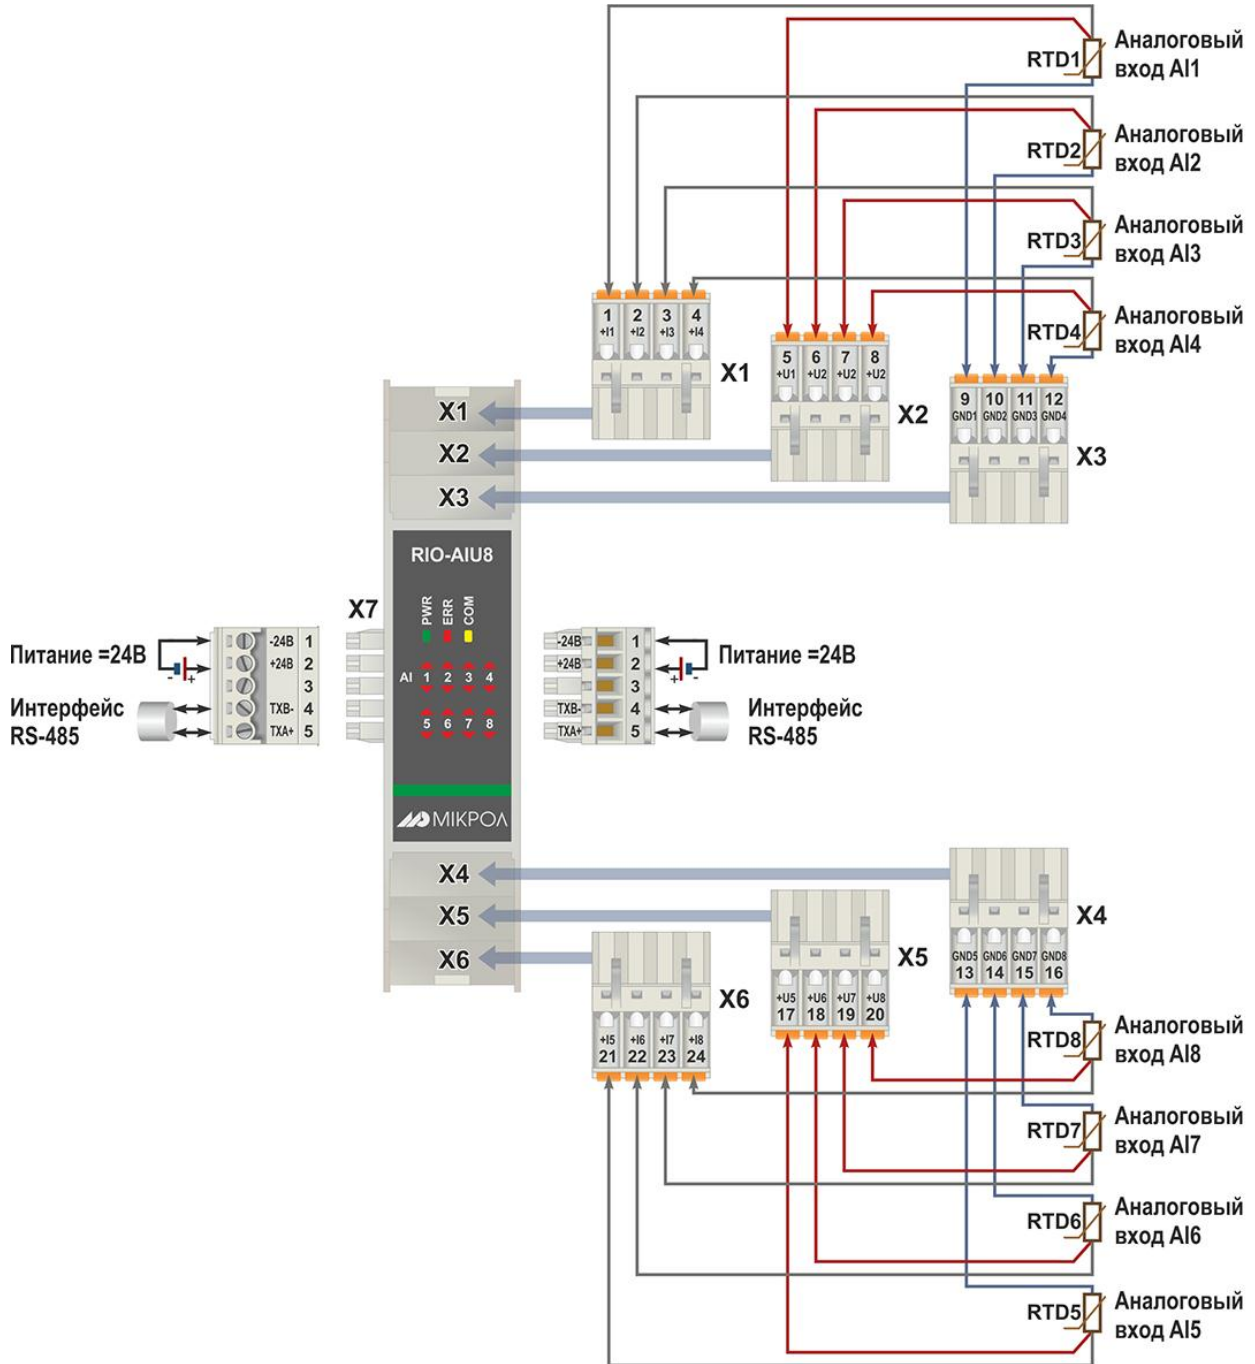 RTD1
Аналоговый
вход AI1
RTD2
Аналоговый
вход AI2
RTD3
Аналоговый
вход AI3
RTD4
Аналоговый
вход AI4
1 2 3 4
+I1 +I2 +I3 +I4
X1
5 6 7 8
+U1 +U2 +U2 +U2
X2
9 10 11 12
GND1 GND2 GND3 GND4
X3
X1
X2
X3
RIO-AIU8
X7
PWR ERR COM
AI 1 2 3 4
5 6 7 8
МІКРОЛ
Питание =24В
- +
Интерфейс
RS-485
-24В 1
+24В 2
3
TXB- 4
TXA+ 5
-24В 1
+24В 2
3
TXB- 4
TXA+ 5
Питание =24В
+ -
Интерфейс
RS-485
X4
X5
X6
X4
GND5 GND6 GND7 GND8
13 14 15 16
X5
+U5 +U6 +U7 +U8
17 18 19 20
X6
+I5 +I6 +I7 +I8
21 22 23 24
RTD8
Аналоговый
вход AI8
RTD7
Аналоговый
вход AI7
RTD6
Аналоговый
вход AI6
RTD5
Аналоговый
вход AI5